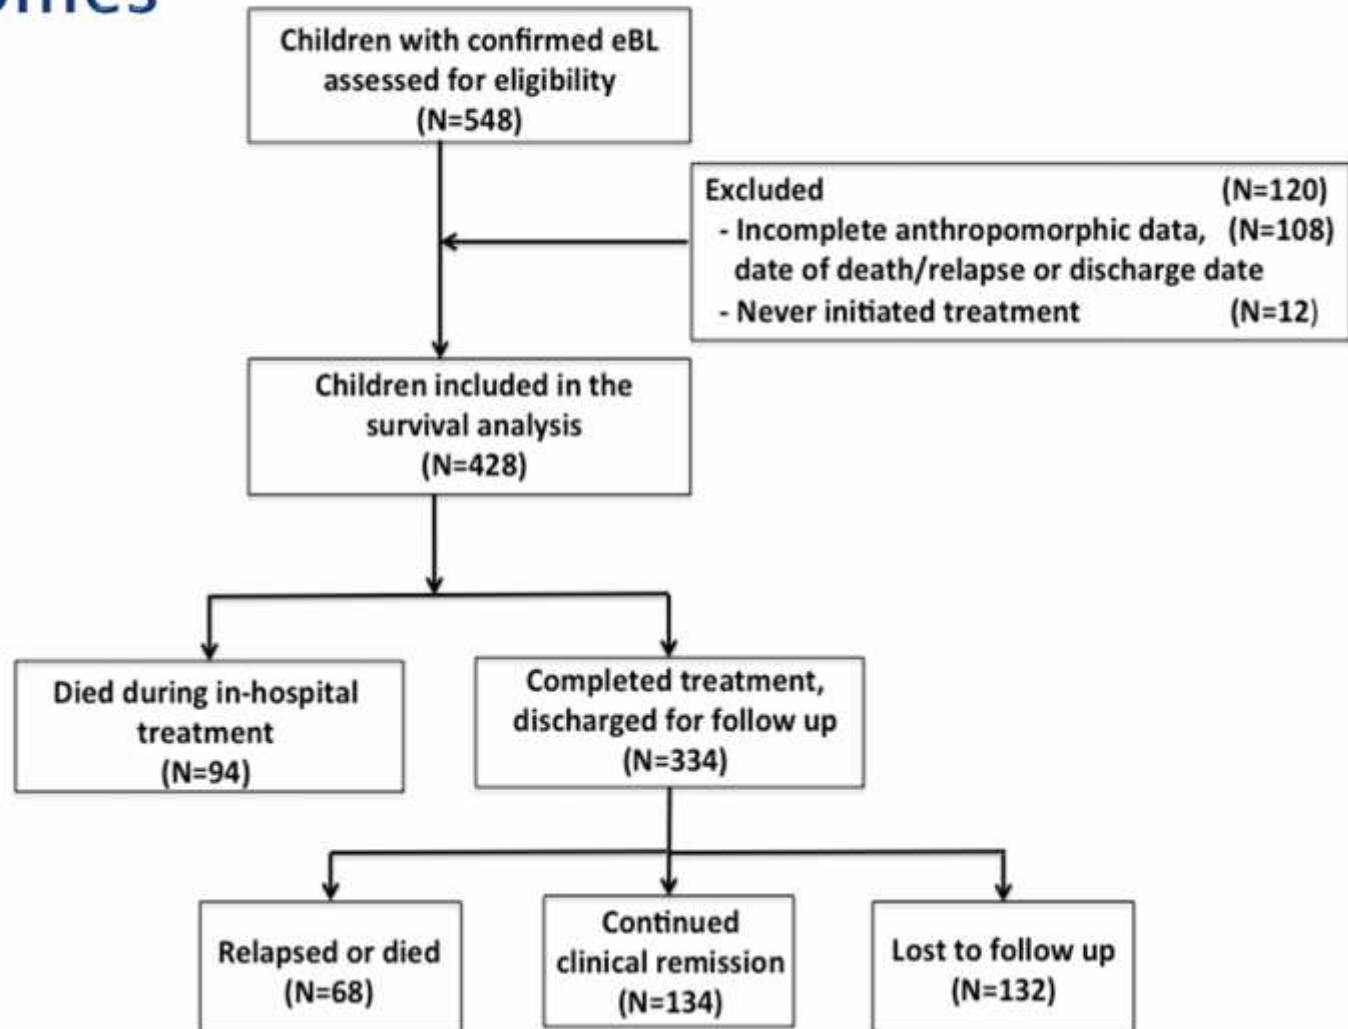 Children with confirmed eBL
assessed for eligibility
(N=548)
Excluded (N=120)
- Incomplete anthropomorphic data, (N=108)
date of death/relapse or discharge date
- Never initiated treatment (N=12)
Children included in the
survival analysis
(N=428)
Died during in-hospital
treatment
(N=94)
Completed treatment,
discharged for follow up
(N=334)
Relapsed or died
(N=68)
Continued
clinical remission
(N=134)
Lost to follow up
(N=132)